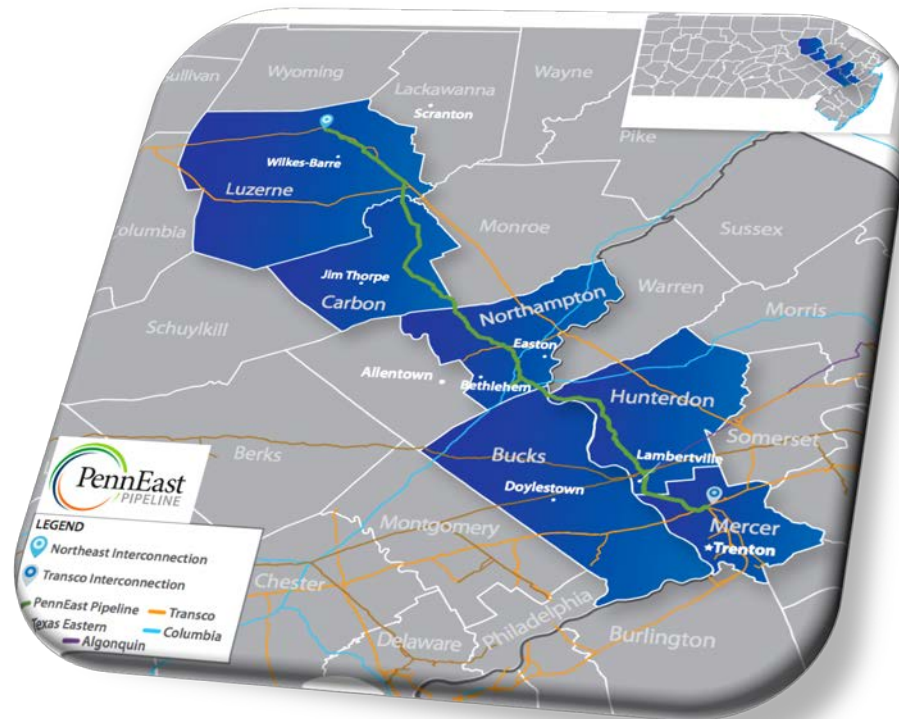 Sullivan
Wyoming
Lackawanna
Scranton
Wayne
Pike
Wilkes-Barre
Luzerne
Columbia
Monroe
Sussex
Jim Thorpe
Carbon
Northampton
Warren
Morris
Schuylkill
Easton
Allentown
Bethlehem
Hunterdon
Somerset
Lambertville
Berks
Bucks
Doylestown
Montgomery
Mercer
Trenton
Chester
Philadelphia
Delaware
Burlington
PennEast
PIPELINE
LEGEND
Northeast Interconnection
Transco Interconnection
PennEast Pipeline Transco
Texas Eastern Columbia
Algonquin